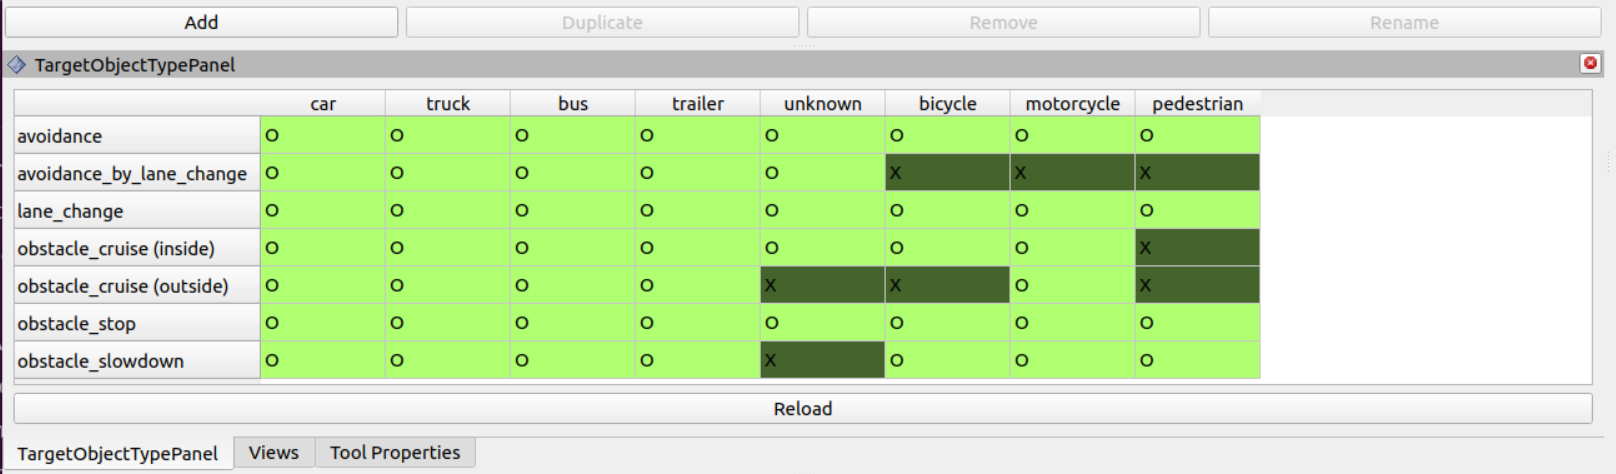 Add Duplicate Remove Rename
TargetObjectTypePanel
car truck bus trailer unknown bicycle motorcycle pedestrian
avoidance O O O O O O O O
avoidance_by_lane_change O O O O O X X X
lane_change O O O O O O O O
obstacle_cruise (inside) O O O O O O O X
obstacle_cruise (outside) O O O O X X O X
obstacle_stop O O O O O O O O
obstacle_slowdown O O O O X O O O
Reload
TargetObjectTypePanel Views Tool Properties